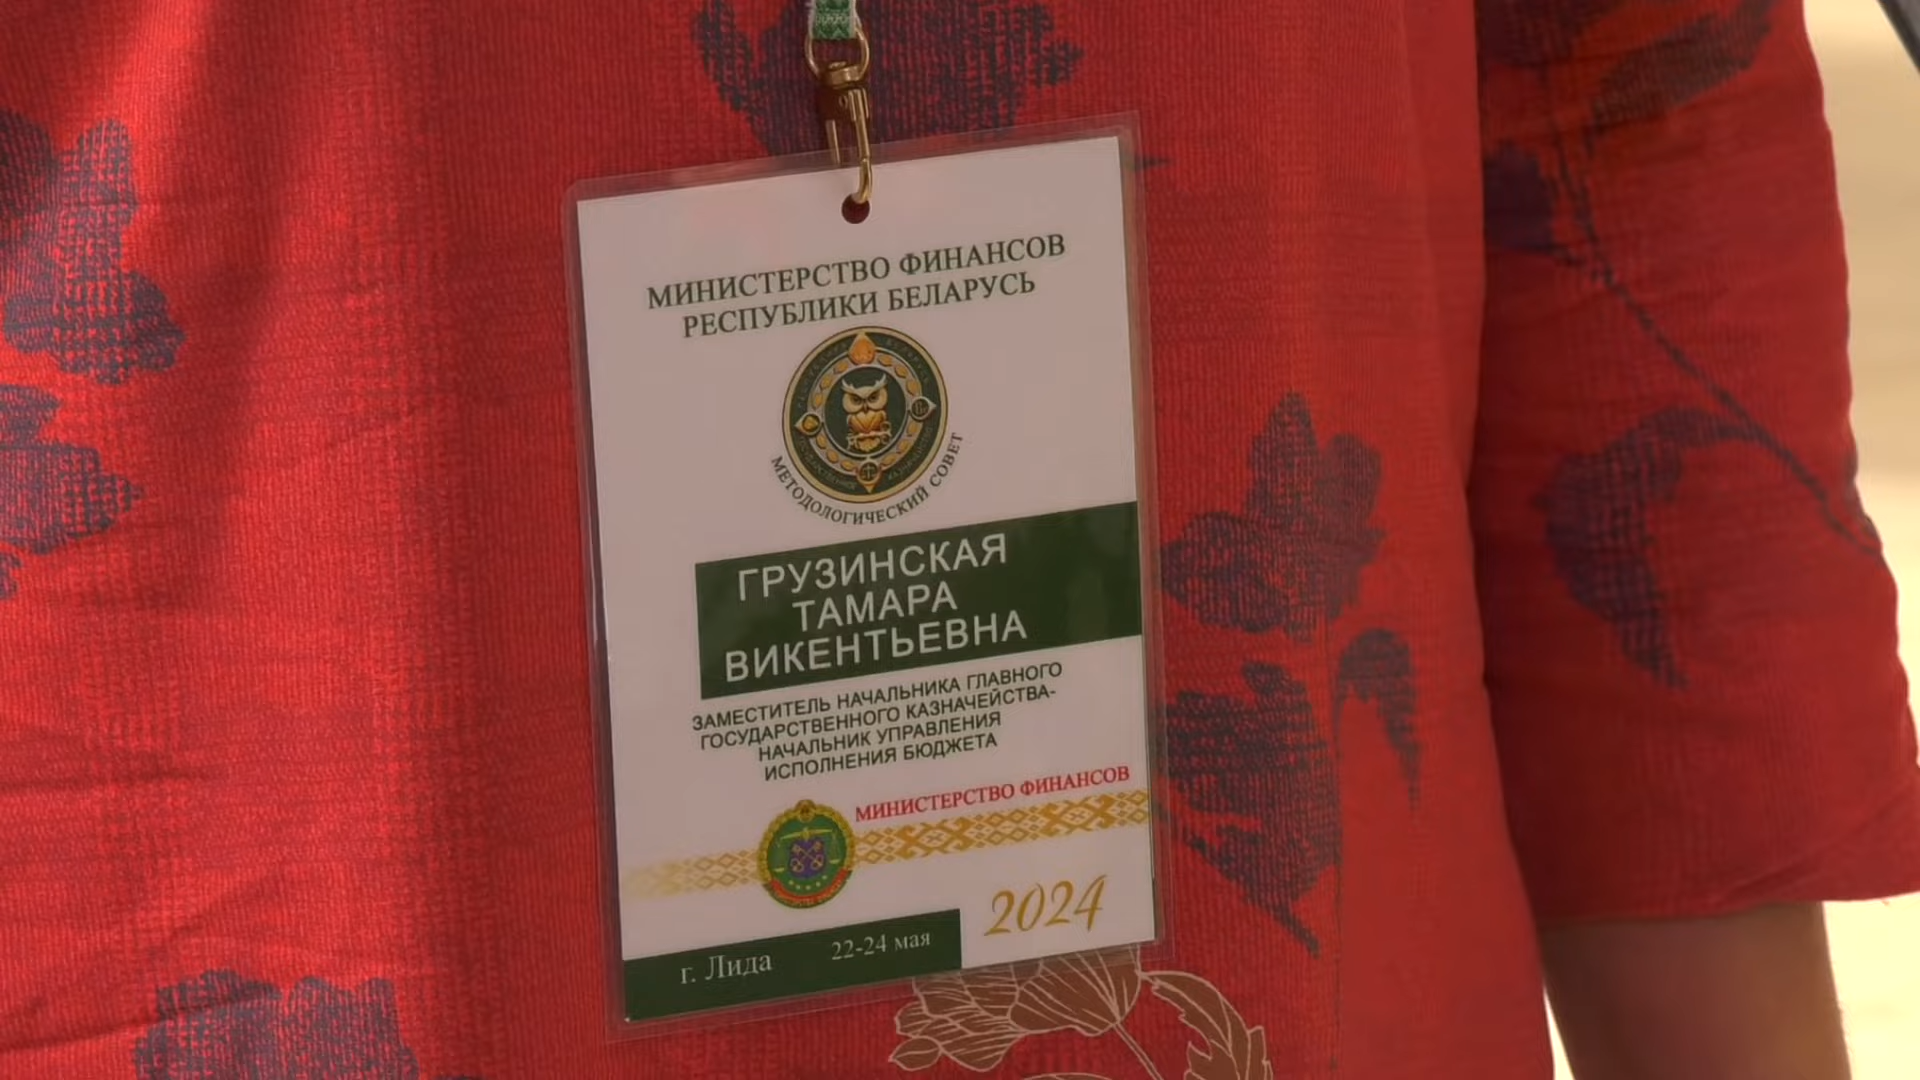 МИНИСТЕРСТВО ФИНАНСОВ
РЕСПУБЛИКИ БЕЛАРУСЬ
МЕТОДОЛОГИЧЕСКИЙ СОВЕТ
ГРУЗИНСКАЯ
ТАМАРА
ВИКЕНТЬЕВНА
ЗАМЕСТИТЕЛЬ НАЧАЛЬНИКА ГЛАВНОГО
ГОСУДАРСТВЕННОГО КАЗНАЧЕЙСТВА-
НАЧАЛЬНИК УПРАВЛЕНИЯ
ИСПОЛНЕНИЯ БЮДЖЕТА
МИНИСТЕРСТВО ФИНАНСОВ
2024
г. Лида 22-24 мая